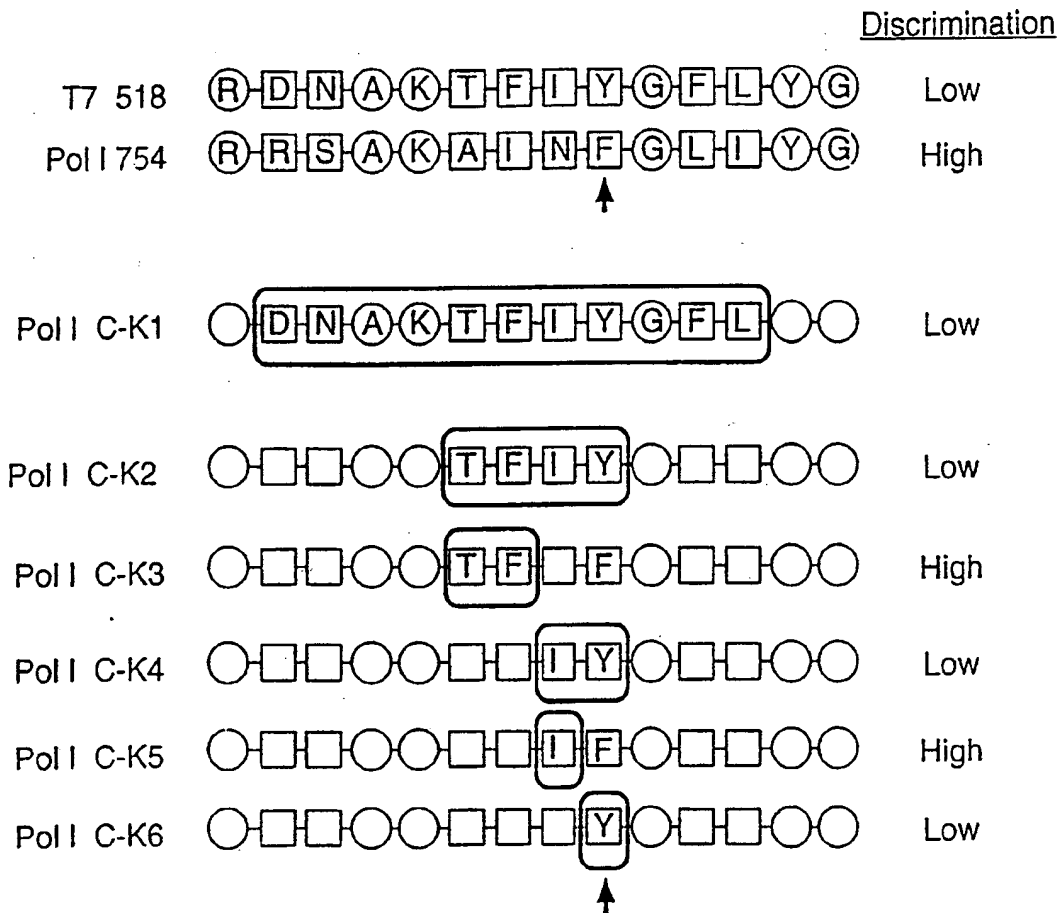 Discrimination
T7 518 R D N A K T F I Y G F L Y G Low
Pol I 754 R R S A K A I N F G L I Y G High
Pol I C-K1 D N A K T F I Y G F L Low
Pol I C-K2 T F I Y Low
Pol I C-K3 T F F High
Pol I C-K4 I Y Low
Pol I C-K5 I F High
Pol I C-K6 Y Low